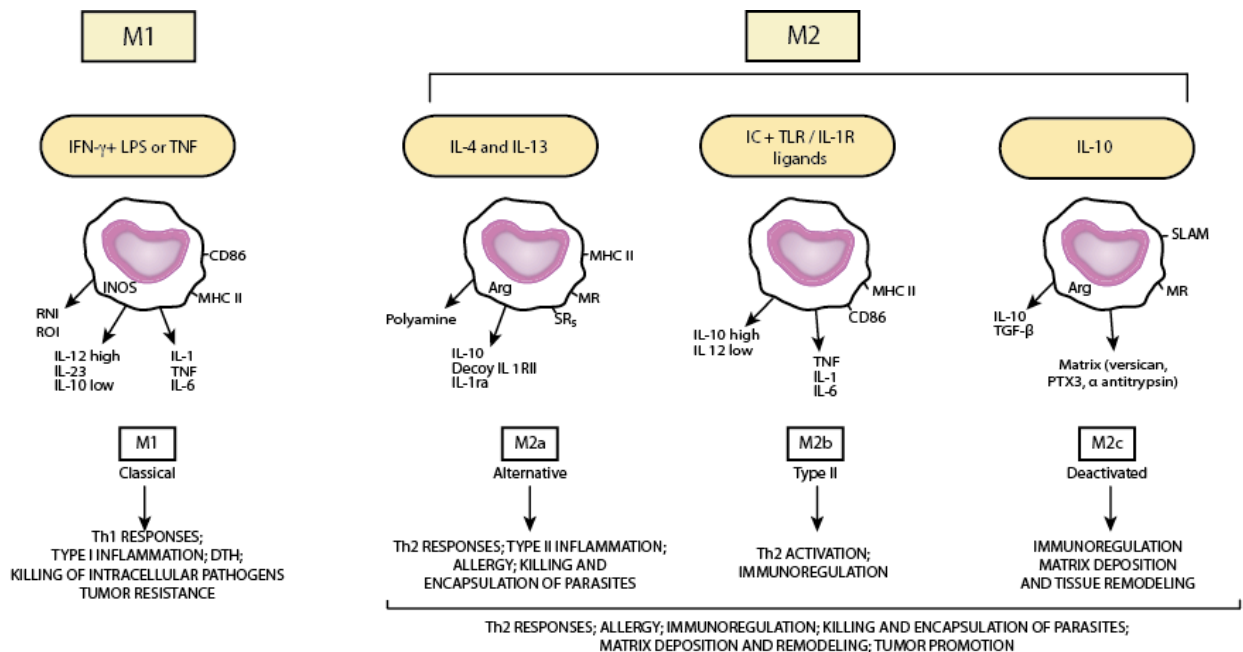 M1
M2
IFN-γ+ LPS or TNF
IL-4 and IL-13
IC + TLR / IL-1R
ligands
IL-10
CD86
MHC II
INOS
RNI
ROI
IL-12 high
IL-23
IL-10 low
IL-1
TNF
IL-6
MHC II
MR
SRs
Arg
Polyamine
IL-10
Decoy IL 1RII
IL-1ra
MHC II
CD86
IL-10 high
IL 12 low
TNF
IL-1
IL-6
SLAM
MR
Arg
IL-10
TGF-β
Matrix (versican,
PTX3, α antitrypsin)
M1
Classical
M2a
Alternative
M2b
Type II
M2c
Deactivated
Th1 RESPONSES;
TYPE I INFLAMMATION; DTH;
KILLING OF INTRACELLULAR PATHOGENS
TUMOR RESISTANCE
Th2 RESPONSES; TYPE II INFLAMMATION;
ALLERGY; KILLING AND
ENCAPSULATION OF PARASITES
Th2 ACTIVATION;
IMMUNOREGULATION
IMMUNOREGULATION
MATRIX DEPOSITION
AND TISSUE REMODELING
Th2 RESPONSES; ALLERGY; IMMUNOREGULATION; KILLING AND ENCAPSULATION OF PARASITES;
MATRIX DEPOSITION AND REMODELING; TUMOR PROMOTION